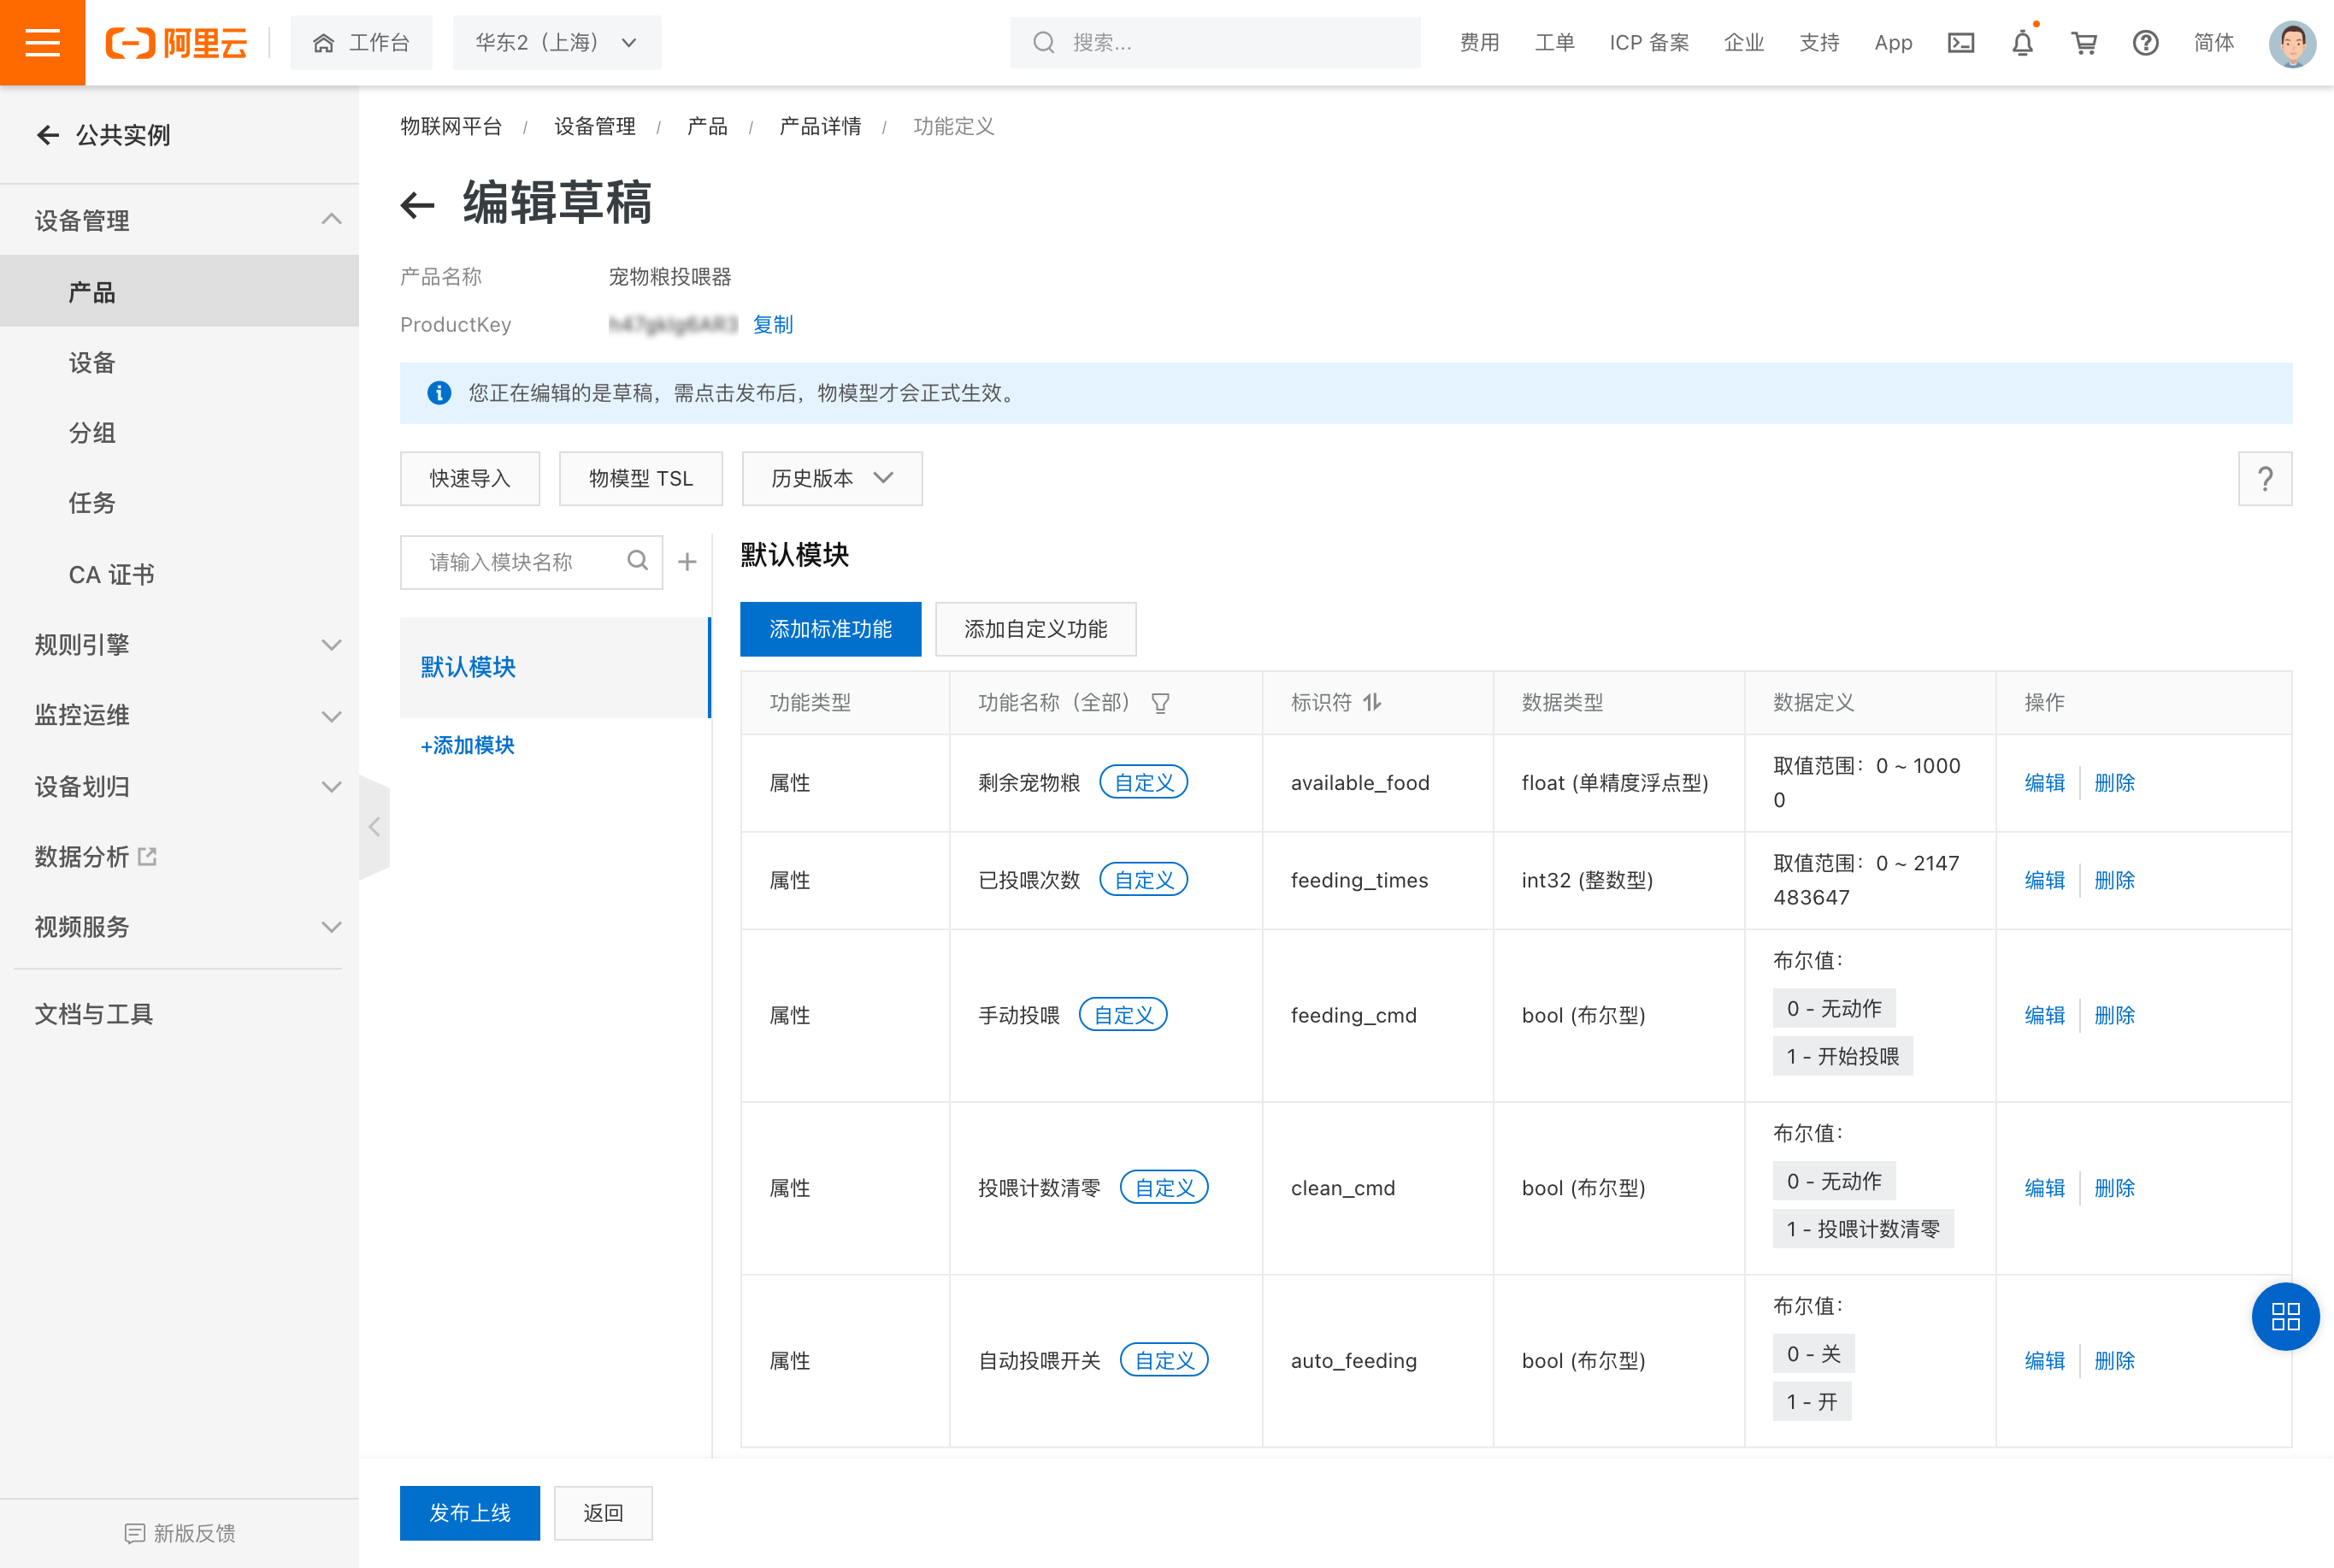 阿里云
工作台
华东2（上海）
搜索...
费用
工单
ICP 备案
企业
支持
App
简体
公共实例
设备管理
产品
设备
分组
任务
CA 证书
规则引擎
监控运维
设备划归
数据分析
视频服务
文档与工具
新版反馈
物联网平台 / 设备管理 / 产品 / 产品详情 / 功能定义
编辑草稿
产品名称 宠物粮投喂器
ProductKey 复制
您正在编辑的是草稿，需点击发布后，物模型才会正式生效。
快速导入
物模型 TSL
历史版本
?
请输入模块名称
默认模块
+添加模块
默认模块
添加标准功能
添加自定义功能
功能类型 功能名称（全部） 标识符 数据类型 数据定义 操作
属性 剩余宠物粮 自定义 available_food float (单精度浮点型) 取值范围：0 ~ 1000
0
编辑 删除
属性 已投喂次数 自定义 feeding_times int32 (整数型) 取值范围：0 ~ 2147
483647
编辑 删除
属性 手动投喂 自定义 feeding_cmd bool (布尔型) 布尔值：
0 - 无动作
1 - 开始投喂
编辑 删除
属性 投喂计数清零 自定义 clean_cmd bool (布尔型) 布尔值：
0 - 无动作
1 - 投喂计数清零
编辑 删除
属性 自动投喂开关 自定义 auto_feeding bool (布尔型) 布尔值：
0 - 关
1 - 开
编辑 删除
发布上线
返回